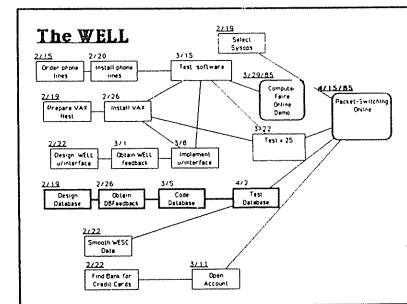 The WELL
2/19
Select
Sysops
2/15
Order phone
lines
2/20
Install phone
lines
3/15
Test software
3/29/85
Computer
Faire
Online
Demo
4/15/85
Packet-Switching
Online
2/19
Prepare VAX
Nest
2/26
Install VAX
3/22
Test x 25
2/22
Design WELL
u/interface
3/1
Obtain WELL
feedback
3/8
Implement
u/interface
2/19
Design
Database
2/26
Obtain
DBFeedback
3/5
Code
Database
4/2
Test
Database
2/22
Smooth WESC
Data
2/22
Find Bank for
Credit Cards
3/11
Open
Account